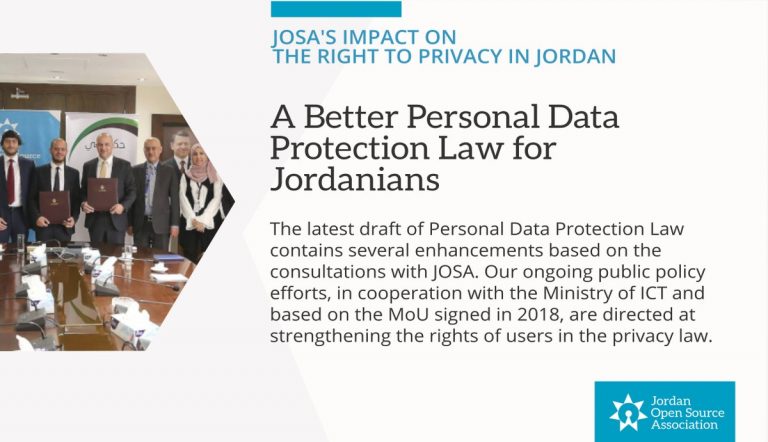 JOSA'S IMPACT ON
THE RIGHT TO PRIVACY IN JORDAN
A Better Personal Data
Protection Law for
Jordanians
The latest draft of Personal Data Protection Law
contains several enhancements based on the
consultations with JOSA. Our ongoing public policy
efforts, in cooperation with the Ministry of ICT and
based on the MoU signed in 2018, are directed at
strengthening the rights of users in the privacy law.
Jordan
Open Source
Association
Source